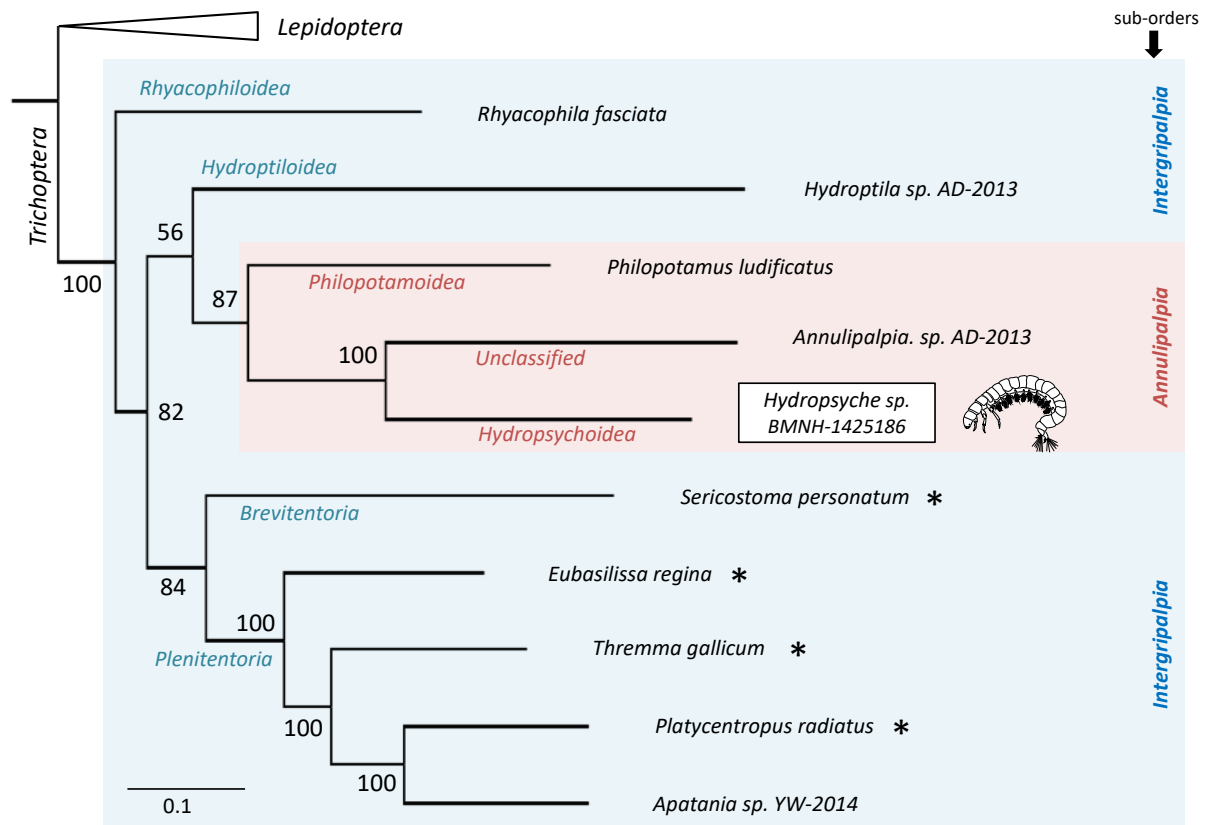 Lepidoptera
sub-orders
Rhyacophiloidea
Rhyacophila fasciata
Trichoptera
Hydroptiloidea
Hydroptila sp. AD-2013
Intergripalpia
56
100
Philopotamus ludificatus
Philopotamoidea
87
Annulipalpia. sp. AD-2013
100
Unclassified
Hydropsyche sp.
BMNH-1425186
Hydropsychoidea
Annulipalpia
82
Sericostoma personatum *
Brevitentoria
84
Eubasilissa regina *
100
Plenitentoria
Thremma gallicum *
Intergripalpia
100
Platycentropus radiatus *
100
Apatania sp. YW-2014
0.1